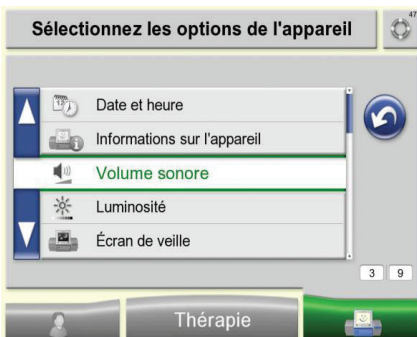 Sélectionnez les options de l'appareil
47
Date et heure
Informations sur l'appareil
Volume sonore
Luminosité
Écran de veille
3 9
Thérapie